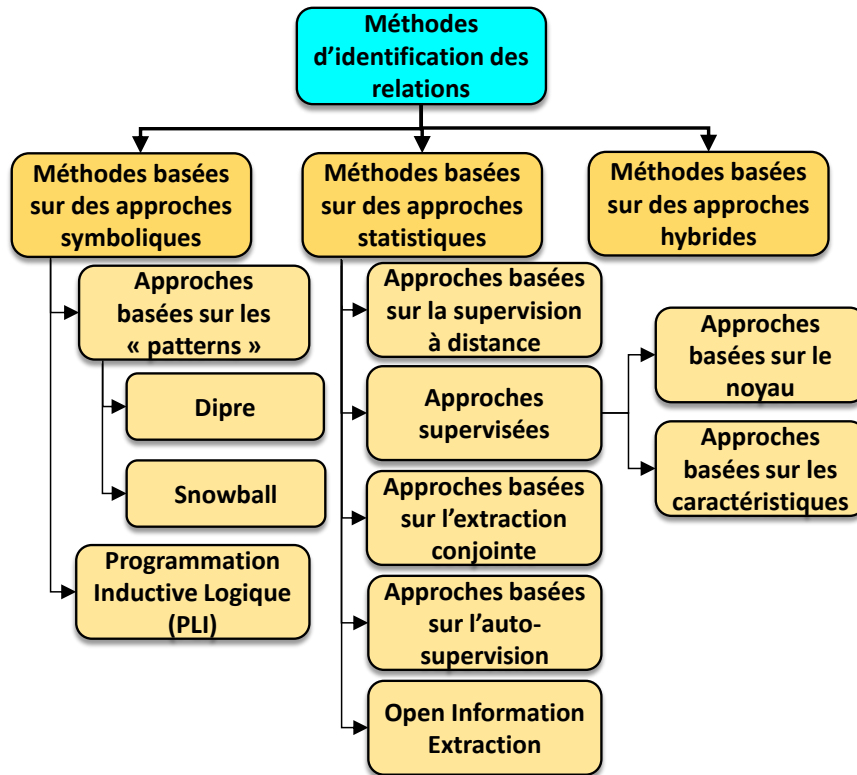 Méthodes
d’identification des
relations
Méthodes basées
sur des approches
symboliques
Méthodes basées
sur des approches
statistiques
Méthodes basées
sur des approches
hybrides
Approches
basées sur les
« patterns »
Dipre
Snowball
Programmation
Inductive Logique
(PLI)
Approches basées
sur la supervision
à distance
Approches
supervisées
Approches basées
sur l’extraction
conjointe
Approches basées
sur l’auto-
supervision
Open Information
Extraction
Approches
basées sur le
noyau
Approches
basées sur les
caractéristiques